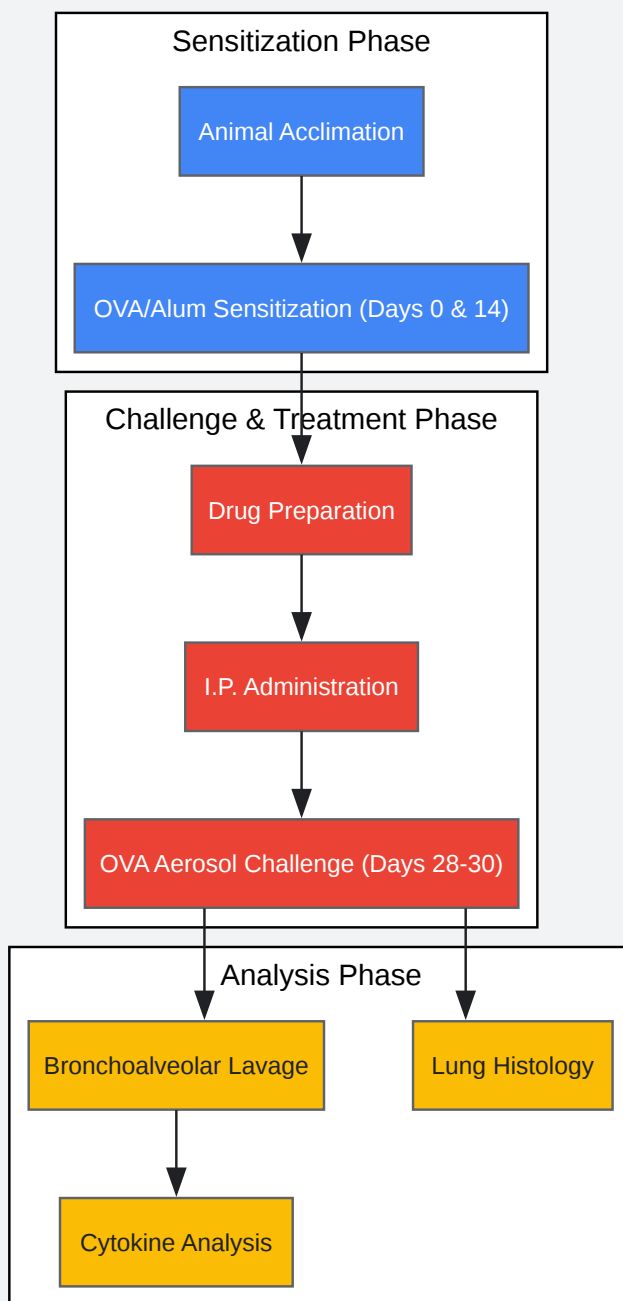 Sensitization Phase
Animal Acclimation
OVA/Alum Sensitization (Days 0 & 14)
Challenge & Treatment Phase
Drug Preparation
I.P. Administration
OVA Aerosol Challenge (Days 28-30)
Analysis Phase
Bronchoalveolar Lavage
Lung Histology
Cytokine Analysis